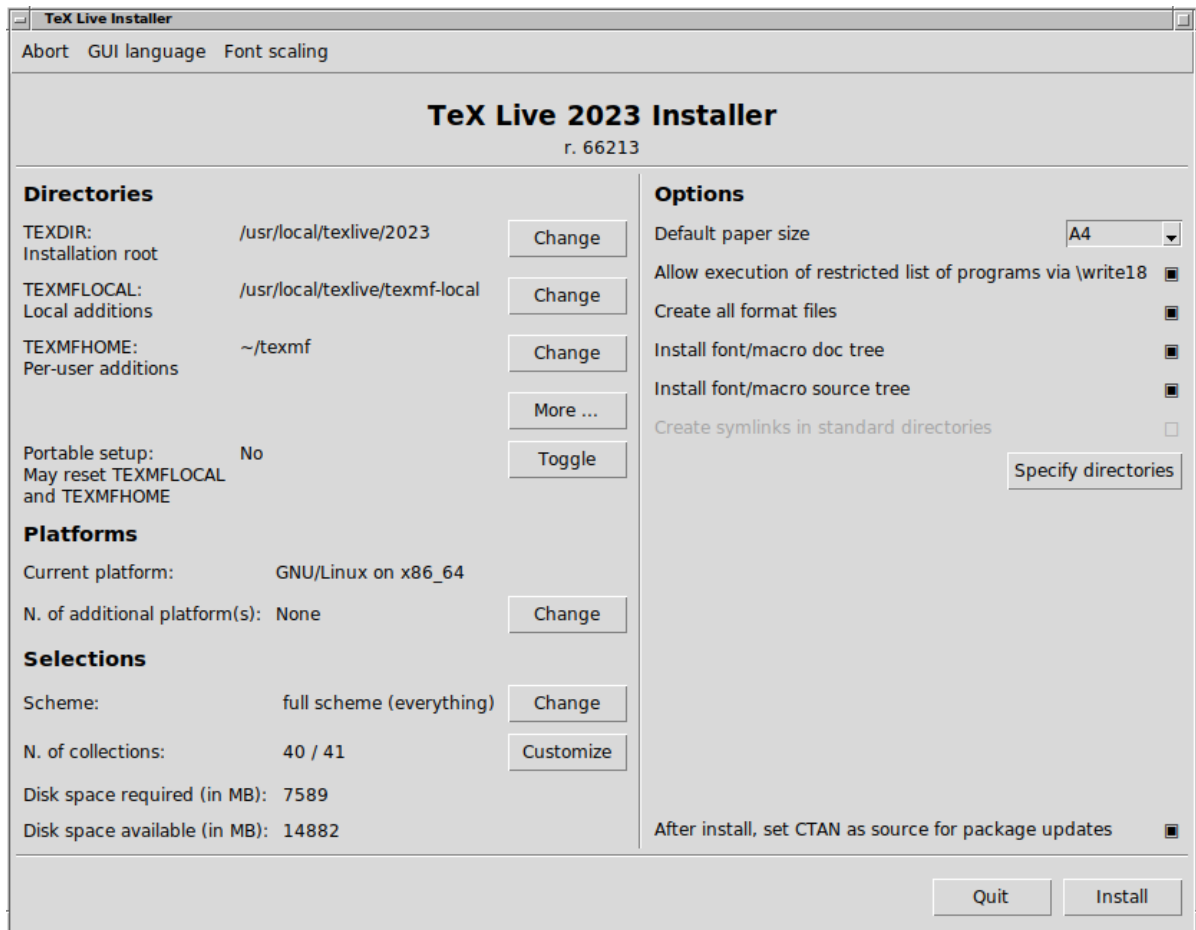 TeX Live Installer
Abort GUI language Font scaling
TeX Live 2023 Installer
r. 66213
Directories
TEXDIR: /usr/local/texlive/2023 Change
Installation root
TEXMFLOCAL: /usr/local/texlive/texmf-local Change
Local additions
TEXMFHOME: ~/texmf Change
Per-user additions
More ...
Portable setup: No Toggle
May reset TEXMFLOCAL
and TEXMFHOME
Platforms
Current platform: GNU/Linux on x86_64
N. of additional platform(s): None Change
Selections
Scheme: full scheme (everything) Change
N. of collections: 40 / 41 Customize
Disk space required (in MB): 7589
Disk space available (in MB): 14882
Options
Default paper size A4
Allow execution of restricted list of programs via \write18
Create all format files
Install font/macro doc tree
Install font/macro source tree
Create symlinks in standard directories
Specify directories
After install, set CTAN as source for package updates
Quit Install